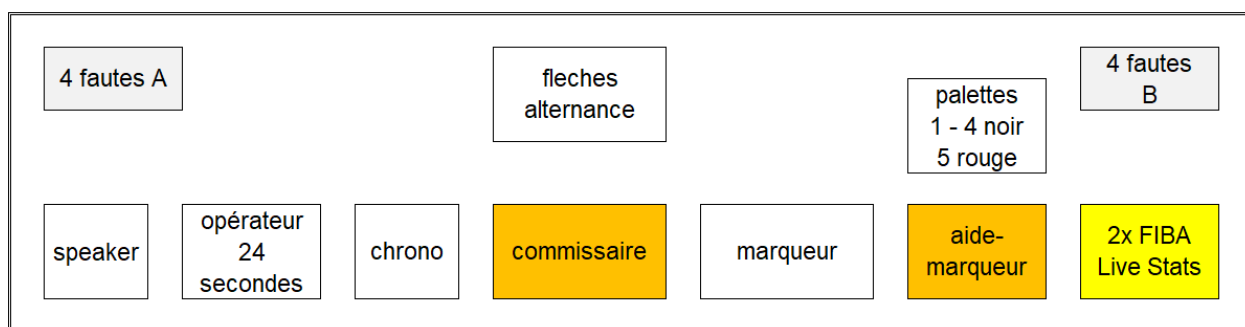 4 fautes A
fleches
alternance
palettes
1 - 4 noir
5 rouge
4 fautes
B
speaker
opérateur
24
secondes
chrono
commissaire
marqueur
aide-
marqueur
2x FIBA
Live Stats